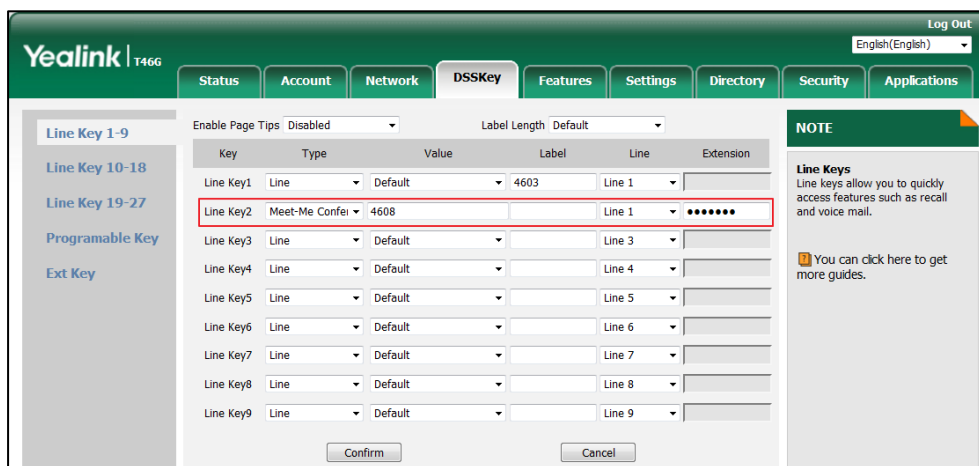 Log Out
Yealink | T46G
English(English)
Status Account Network DSSKey Features Settings Directory Security Applications
Line Key 1-9
Line Key 10-18
Line Key 19-27
Programable Key
Ext Key
Enable Page Tips Disabled Label Length Default
Key Type Value Label Line Extension
Line Key1 Line Default 4603 Line 1
Line Key2 Meet-Me Confer 4608 Line 1 •••••••
Line Key3 Line Default Line 3
Line Key4 Line Default Line 4
Line Key5 Line Default Line 5
Line Key6 Line Default Line 6
Line Key7 Line Default Line 7
Line Key8 Line Default Line 8
Line Key9 Line Default Line 9
Confirm Cancel
NOTE
Line Keys
Line keys allow you to quickly
access features such as recall
and voice mail.
? You can click here to get
more guides.